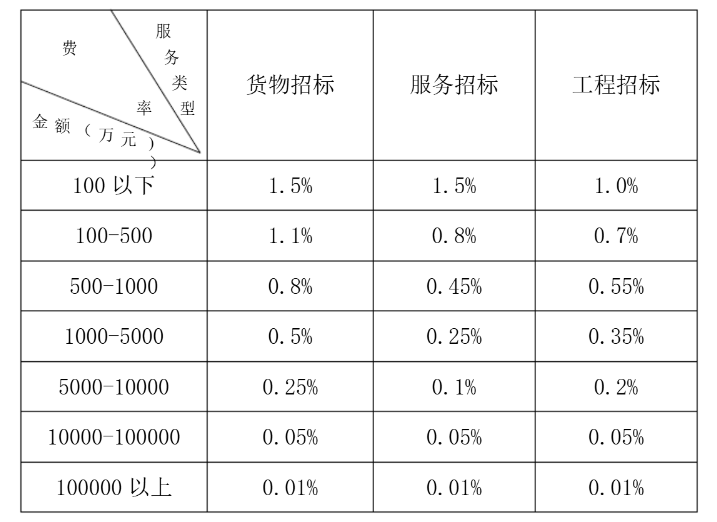 费率
服务类型
金额(万元)
)
货物招标 服务招标 工程招标
100 以下 1.5% 1.5% 1.0%
100-500 1.1% 0.8% 0.7%
500-1000 0.8% 0.45% 0.55%
1000-5000 0.5% 0.25% 0.35%
5000-10000 0.25% 0.1% 0.2%
10000-100000 0.05% 0.05% 0.05%
100000 以上 0.01% 0.01% 0.01%